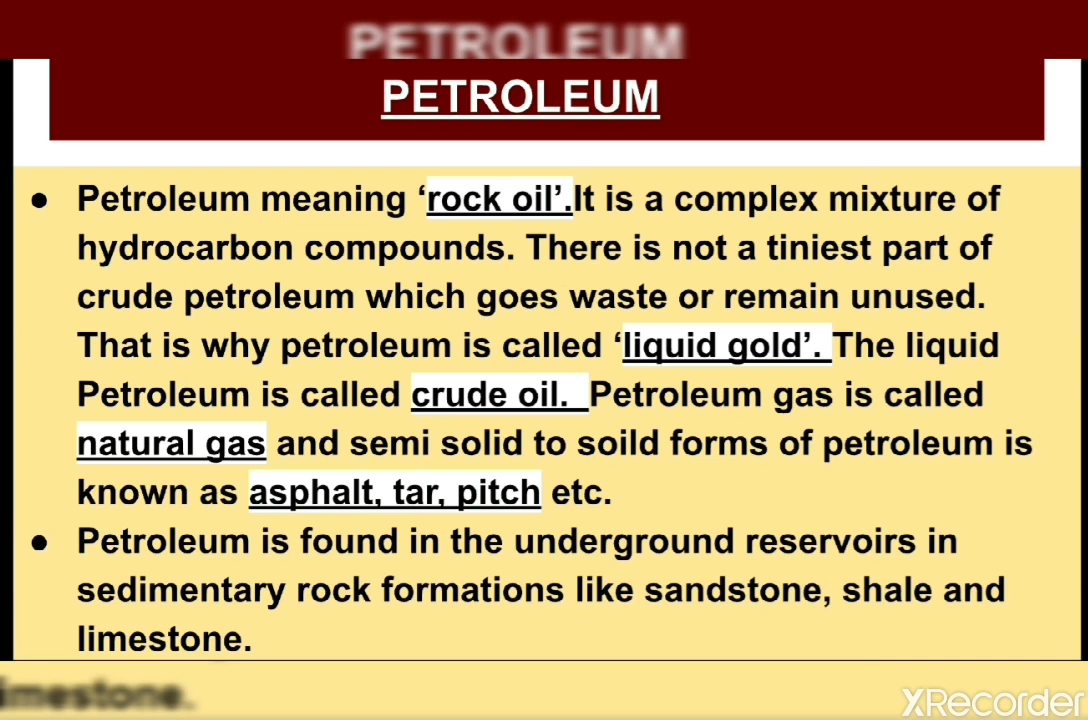 PETROLEUM
PETROLEUM
● Petroleum meaning ‘rock oil’.It is a complex mixture of
hydrocarbon compounds. There is not a tiniest part of
crude petroleum which goes waste or remain unused.
That is why petroleum is called ‘liquid gold’. The liquid
Petroleum is called crude oil. Petroleum gas is called
natural gas and semi solid to soild forms of petroleum is
known as asphalt, tar, pitch etc.
● Petroleum is found in the underground reservoirs in
sedimentary rock formations like sandstone, shale and
limestone.
limestone.
XRecorder